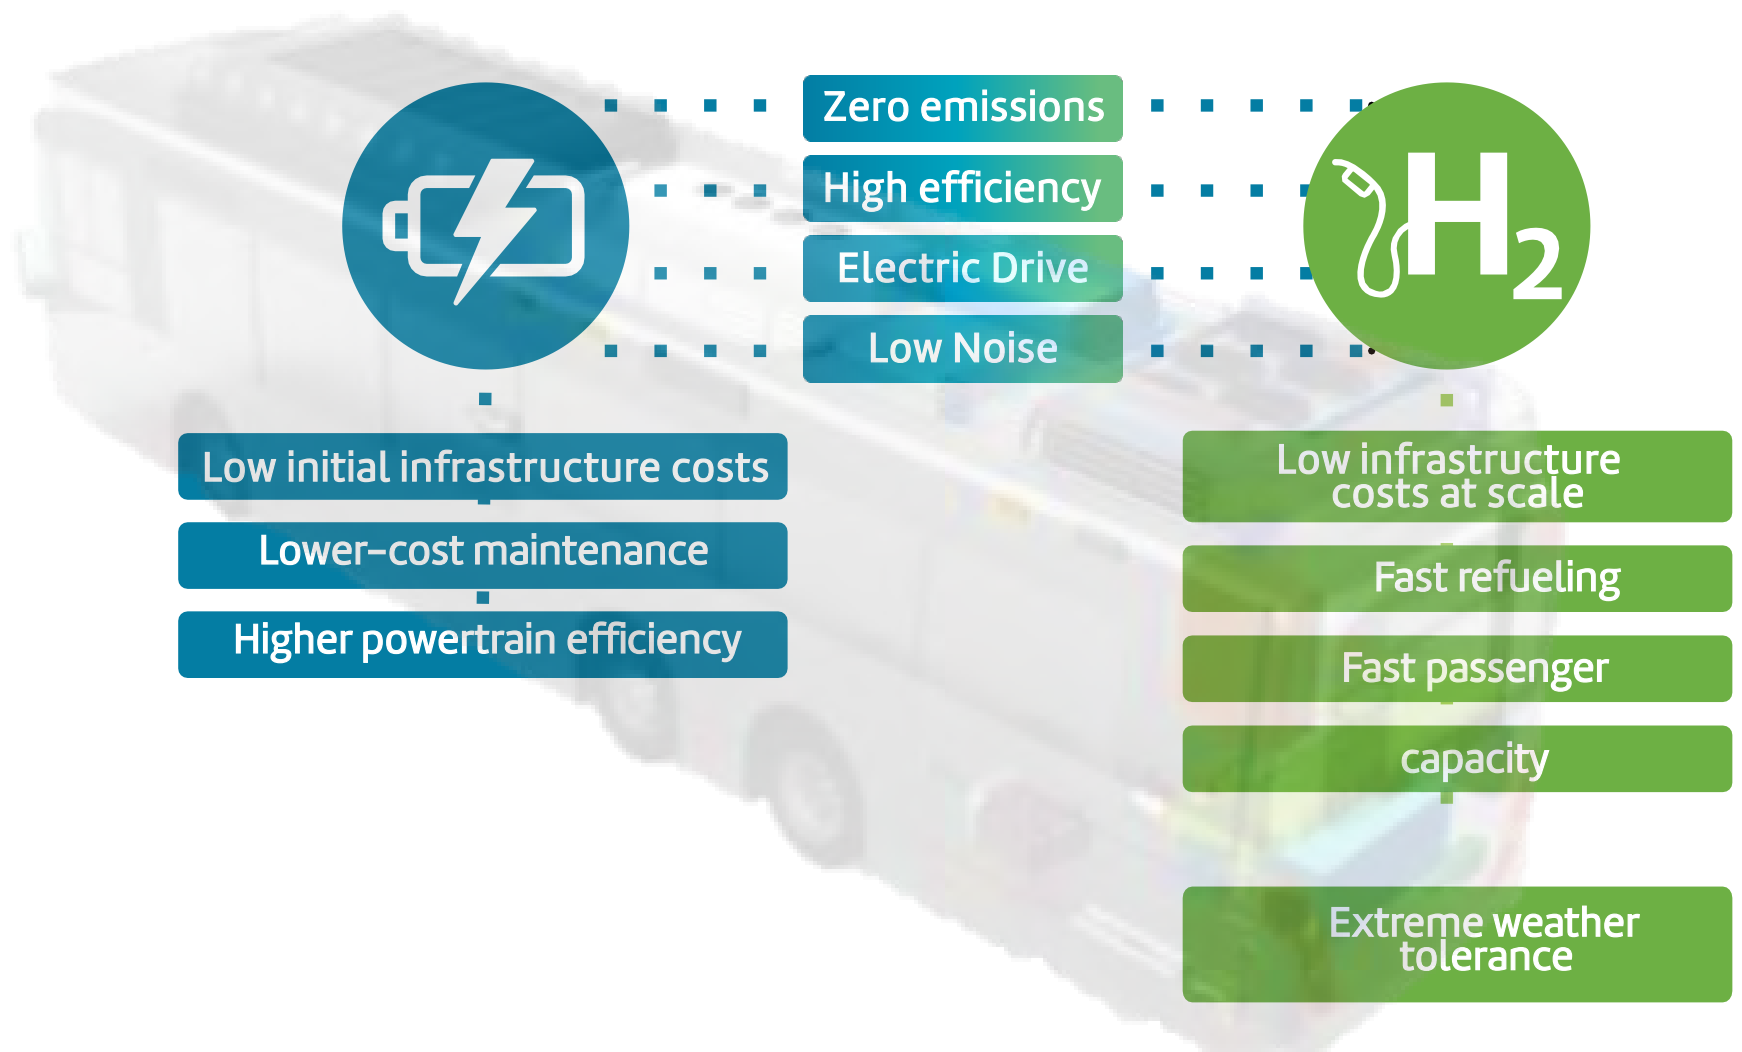 Zero emissions
High efficiency
Electric Drive
Low Noise
H2
Low initial infrastructure costs
Lower-cost maintenance
Higher powertrain efficiency
Low infrastructure
costs at scale
Fast refueling
Fast passenger
capacity
Extreme weather
tolerance